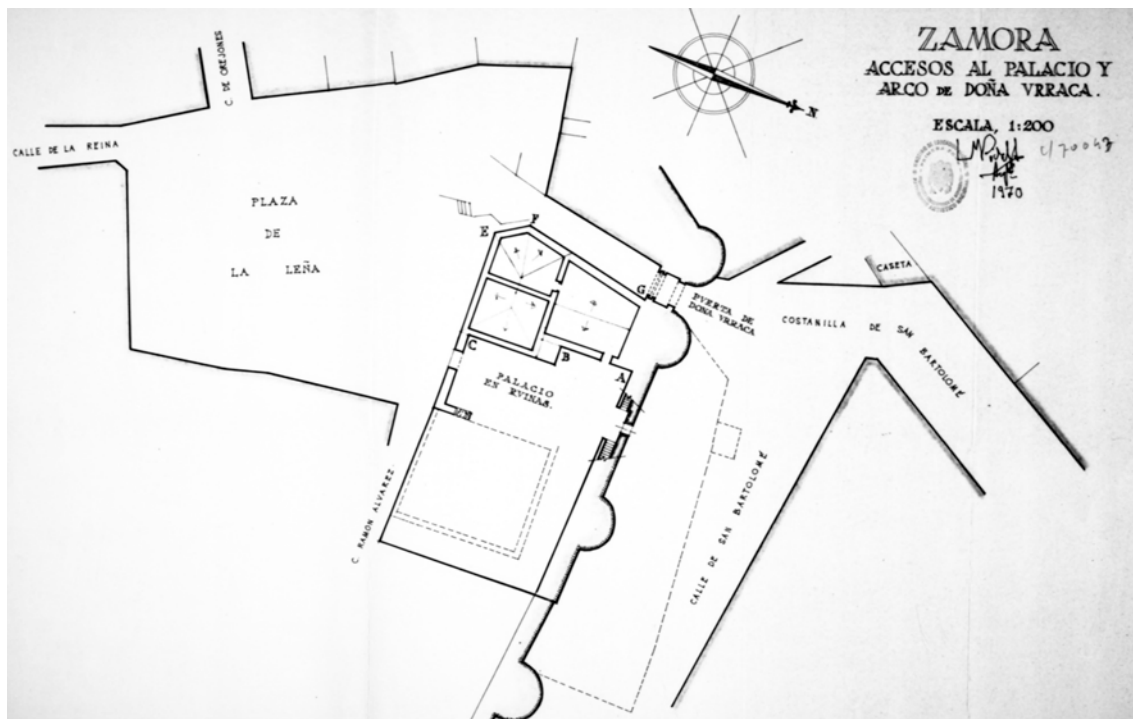 ZAMORA
ACCESOS AL PALACIO Y
ARCO DE DOÑA VRRACA.
ESCALA, 1:200
1970
N
C. DE OREJONES
CALLE DE LA REINA
PLAZA
DE
LA LEÑA
E
F
G
C
B
A
PVERTA DE
DOÑA VRRACA
CASETA
COSTANILLA DE SAN BARTOLOMÉ
PALACIO
EN RVINAS.
C. RAMÓN ALVAREZ.
CALLE DE SAN BARTOLOMÉ